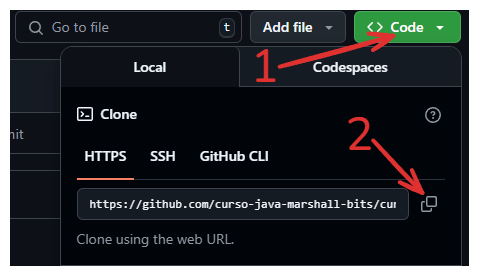 Go to file t Add file <> Code
1
Local Codespaces
Clone
mit
2
HTTPS SSH GitHub CLI
https://github.com/curso-java-marshall-bits/cur
Clone using the web URL.